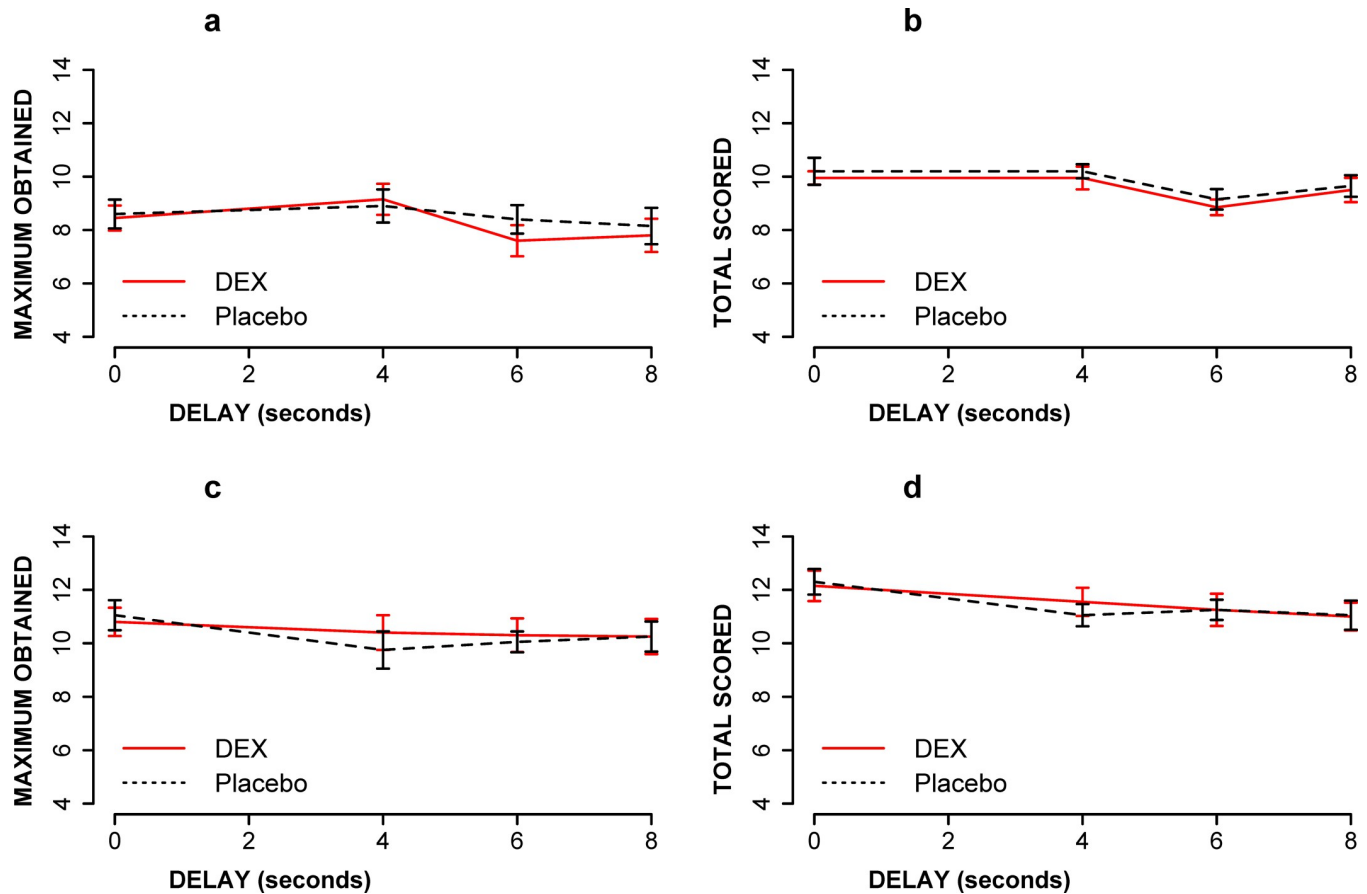 a
MAXIMUM OBTAINED
14
12
10
8
6
4
DEX
Placebo
0 2 4 6 8
DELAY (seconds)
b
TOTAL SCORED
14
12
10
8
6
4
DEX
Placebo
0 2 4 6 8
DELAY (seconds)
c
MAXIMUM OBTAINED
14
12
10
8
6
4
DEX
Placebo
0 2 4 6 8
DELAY (seconds)
d
TOTAL SCORED
14
12
10
8
6
4
DEX
Placebo
0 2 4 6 8
DELAY (seconds)